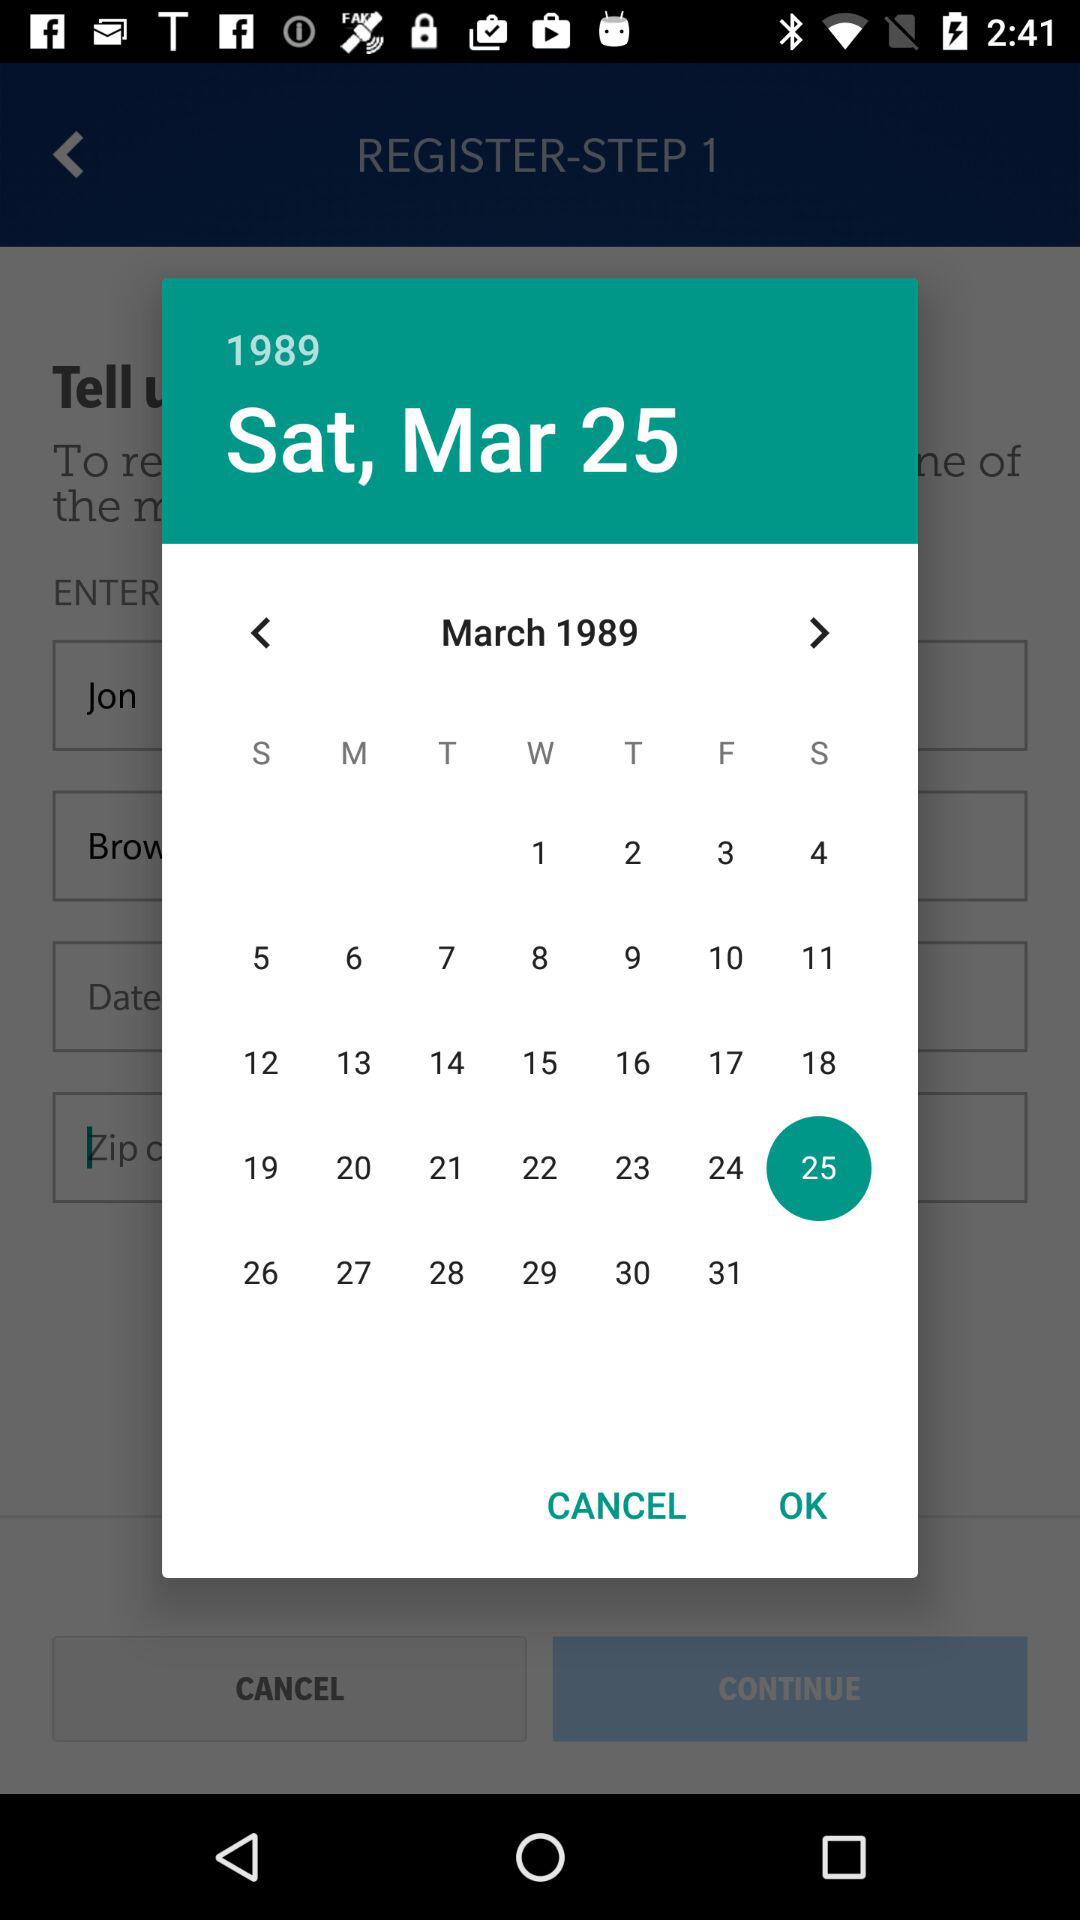 FAKE
2:41
REGISTER-STEP 1
Tell
To re ne of
the
ENTER
Jon
Brow
Date
Zip c
1989
Sat, Mar 25
March 1989
S M T W T F S
1 2 3 4
5 6 7 8 9 10 11
12 13 14 15 16 17 18
19 20 21 22 23 24 25
26 27 28 29 30 31
CANCEL OK
CANCEL CONTINUE